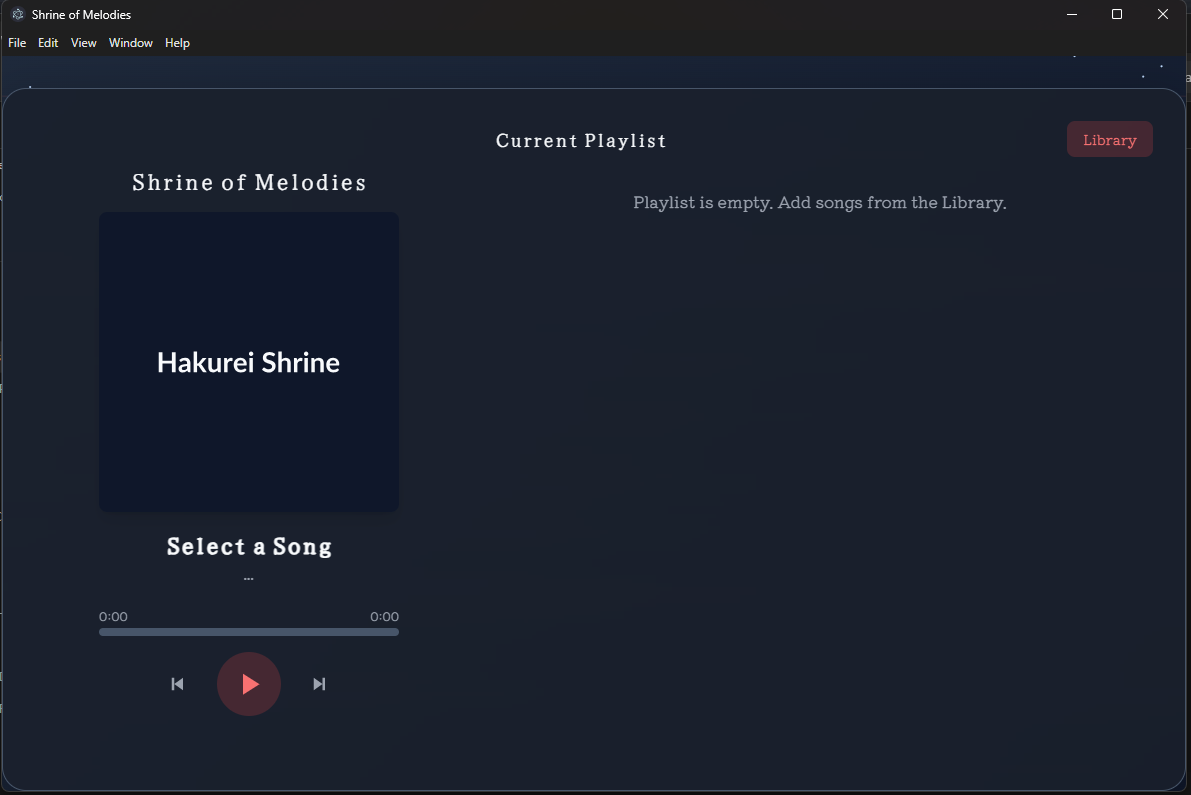 Shrine of Melodies
File Edit View Window Help
Current Playlist
Library
Shrine of Melodies
Playlist is empty. Add songs from the Library.
Hakurei Shrine
Select a Song
...
0:00 0:00